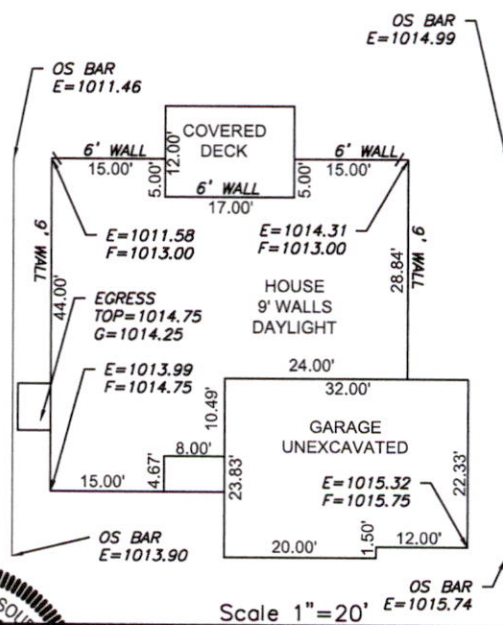 OS BAR
E=1014.99
OS BAR
E=1011.46
COVERED
DECK
12.00'
6' WALL
15.00'
5.00'
6' WALL
17.00'
5.00'
6' WALL
15.00'
E=1011.58
F=1013.00
E=1014.31
F=1013.00
9' WALL
9' WALL
44.00'
28.84'
HOUSE
9' WALLS
DAYLIGHT
EGRESS
TOP=1014.75
G=1014.25
24.00'
32.00'
E=1013.99
F=1014.75
10.49'
GARAGE
UNEXCAVATED
8.00'
4.67'
23.83'
15.00'
E=1015.32
F=1015.75
22.33'
1.50'
12.00'
20.00'
OS BAR
E=1013.90
OS BAR
E=1015.74
Scale 1"=20'